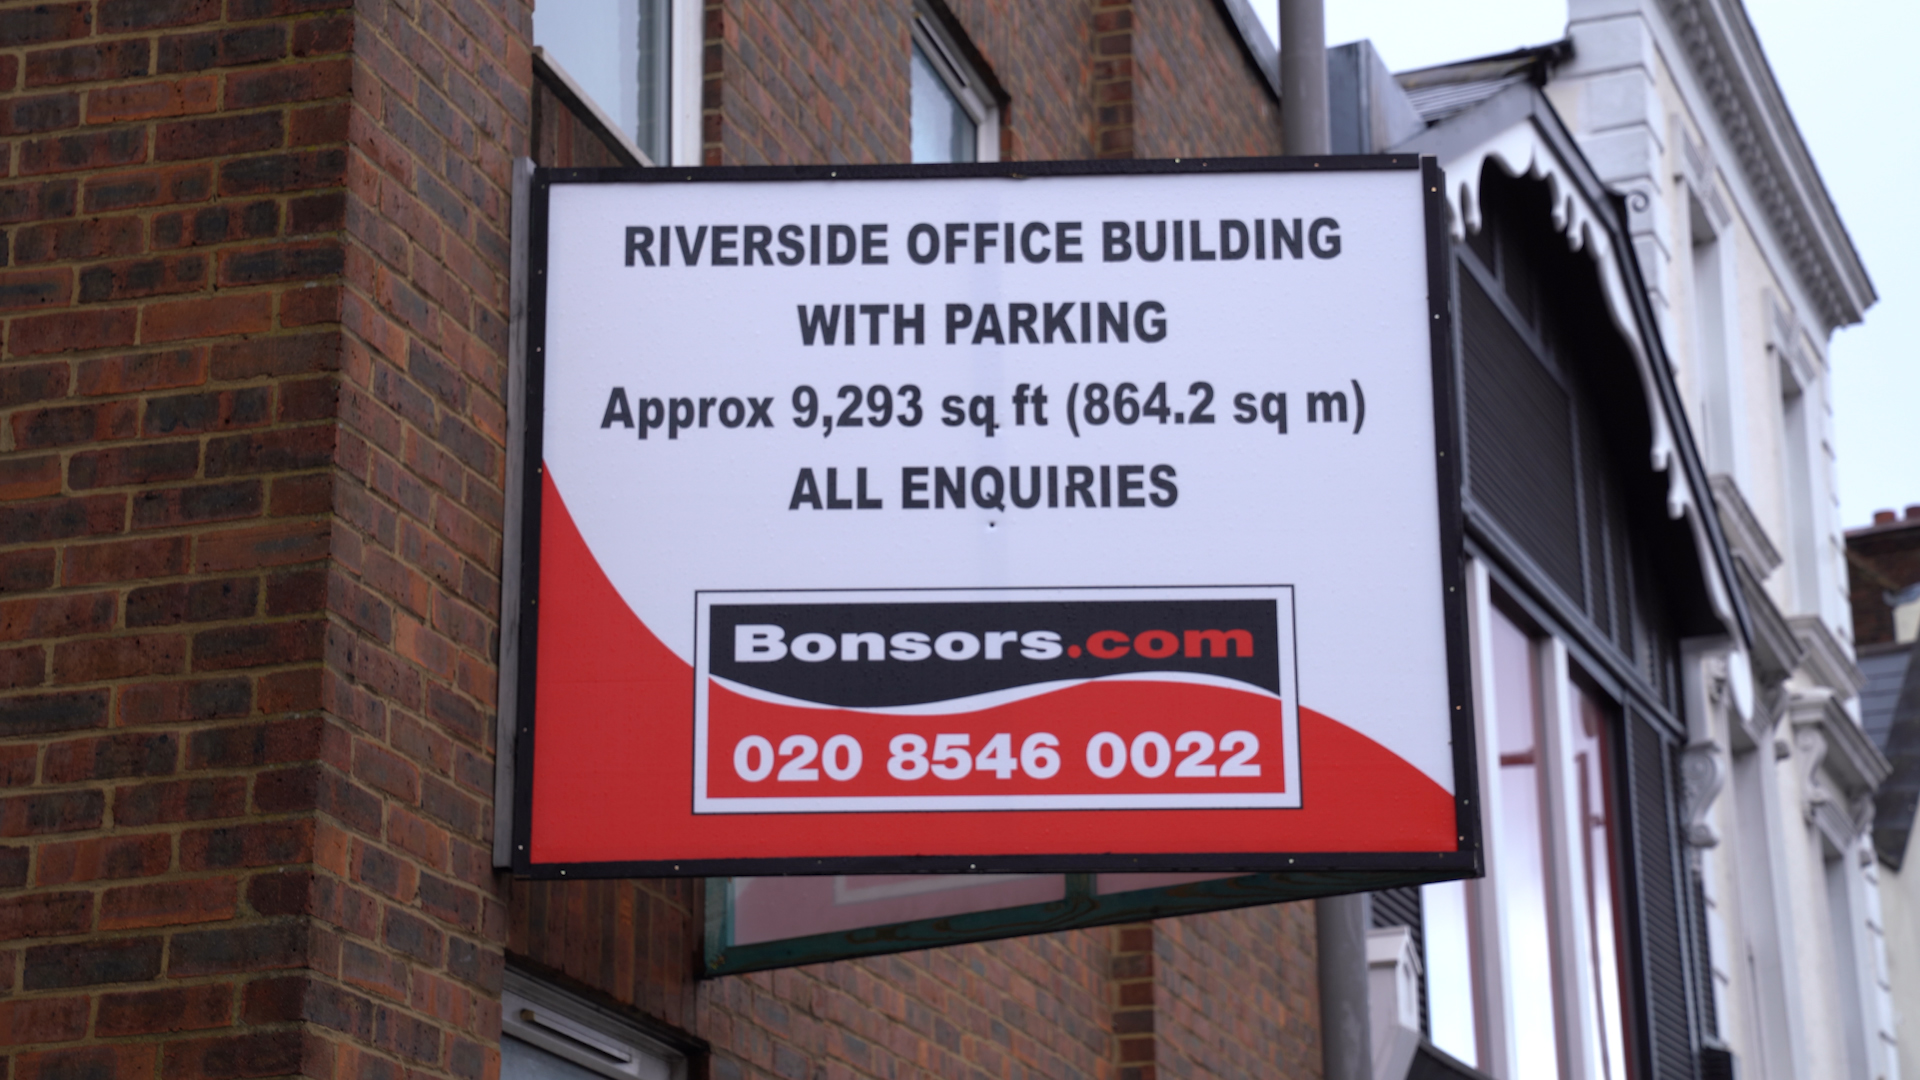 RIVERSIDE OFFICE BUILDING
WITH PARKING
Approx 9,293 sq ft (864.2 sq m)
ALL ENQUIRIES
Bonsors.com
020 8546 0022